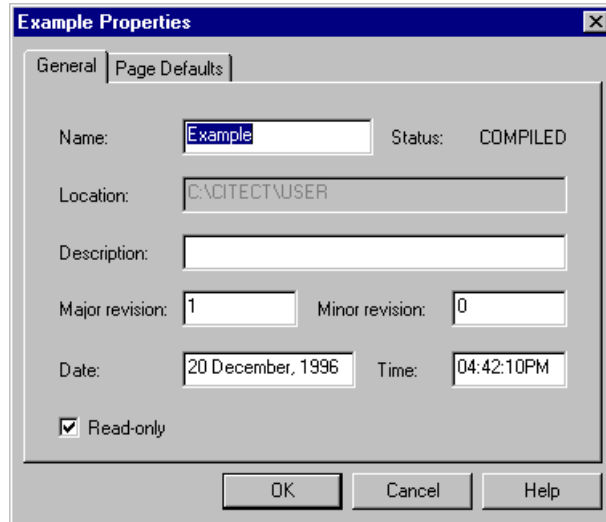 Example Properties
General Page Defaults
Name: Example Status: COMPILED
Location: C:\CITECT\USER
Description:
Major revision: 1 Minor revision: 0
Date: 20 December, 1996 Time: 04:42:10PM
Read-only
OK Cancel Help